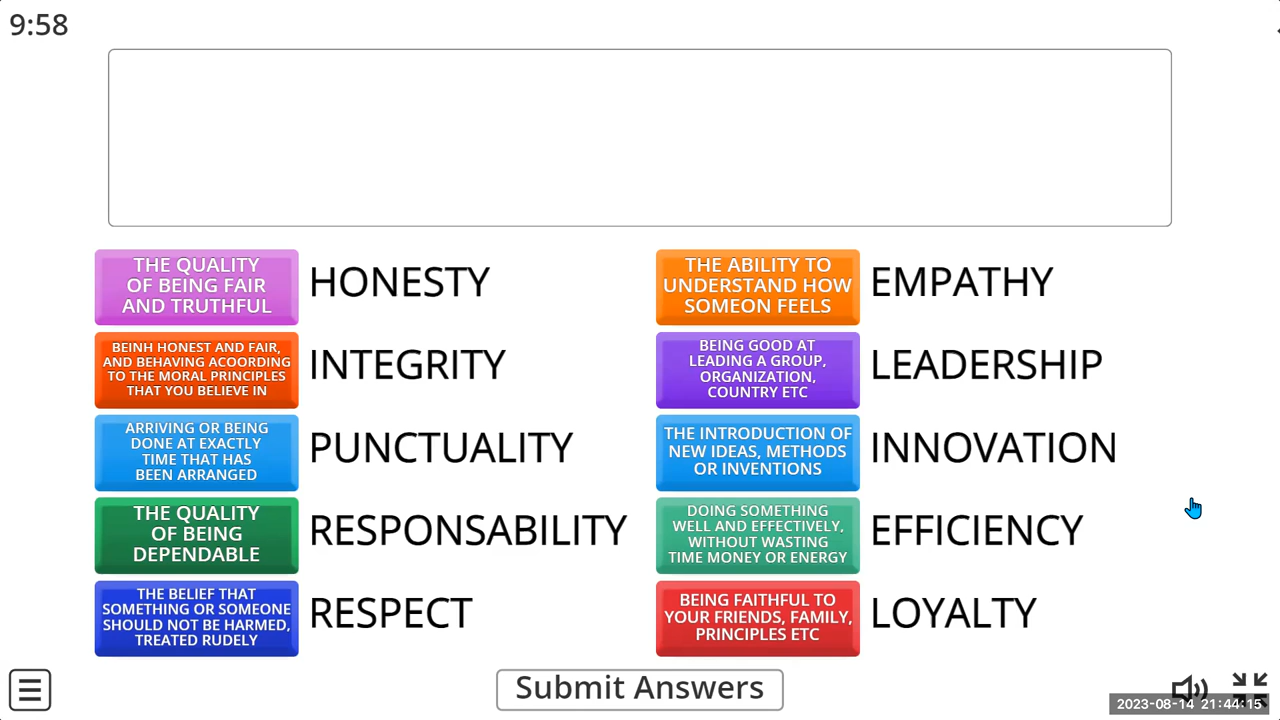 9:58
THE QUALITY
OF BEING FAIR
AND TRUTHFUL
HONESTY
THE ABILITY TO
UNDERSTAND HOW
SOMEON FEELS
EMPATHY
BEINH HONEST AND FAIR,
AND BEHAVING ACOORDING
TO THE MORAL PRINCIPLES
THAT YOU BELIEVE IN
INTEGRITY
BEING GOOD AT
LEADING A GROUP,
ORGANIZATION,
COUNTRY ETC
LEADERSHIP
ARRIVING OR BEING
DONE AT EXACTLY
TIME THAT HAS
BEEN ARRANGED
PUNCTUALITY
THE INTRODUCTION OF
NEW IDEAS, METHODS
OR INVENTIONS
INNOVATION
THE QUALITY
OF BEING
DEPENDABLE
RESPONSABILITY
DOING SOMETHING
WELL AND EFFECTIVELY,
WITHOUT WASTING
TIME MONEY OR ENERGY
EFFICIENCY
THE BELIEF THAT
SOMETHING OR SOMEONE
SHOULD NOT BE HARMED,
TREATED RUDELY
RESPECT
BEING FAITHFUL TO
YOUR FRIENDS, FAMILY,
PRINCIPLES ETC
LOYALTY
Submit Answers
2023-08-14 21:44:15